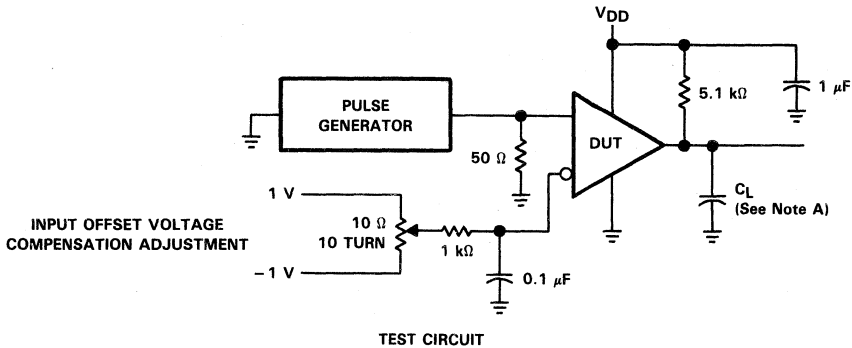 VDD
PULSE
GENERATOR
5.1 kΩ
1 μF
DUT
50 Ω
CL
(See Note A)
1 V
INPUT OFFSET VOLTAGE
COMPENSATION ADJUSTMENT
10 Ω
10 TURN
1 kΩ
−1 V
0.1 μF
TEST CIRCUIT